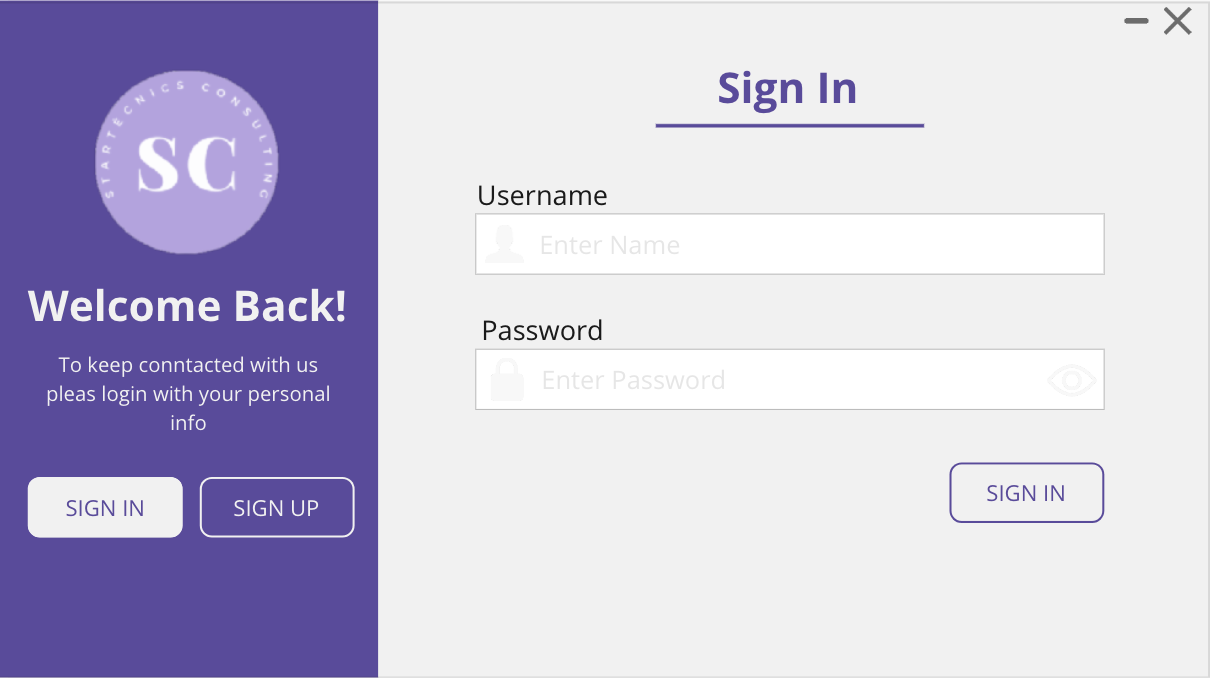 STARTÈCNICS CONSULTING
SC
Welcome Back!
To keep conntacted with us
pleas login with your personal
info
SIGN IN
SIGN UP
Sign In
Username
Enter Name
Password
Enter Password
SIGN IN